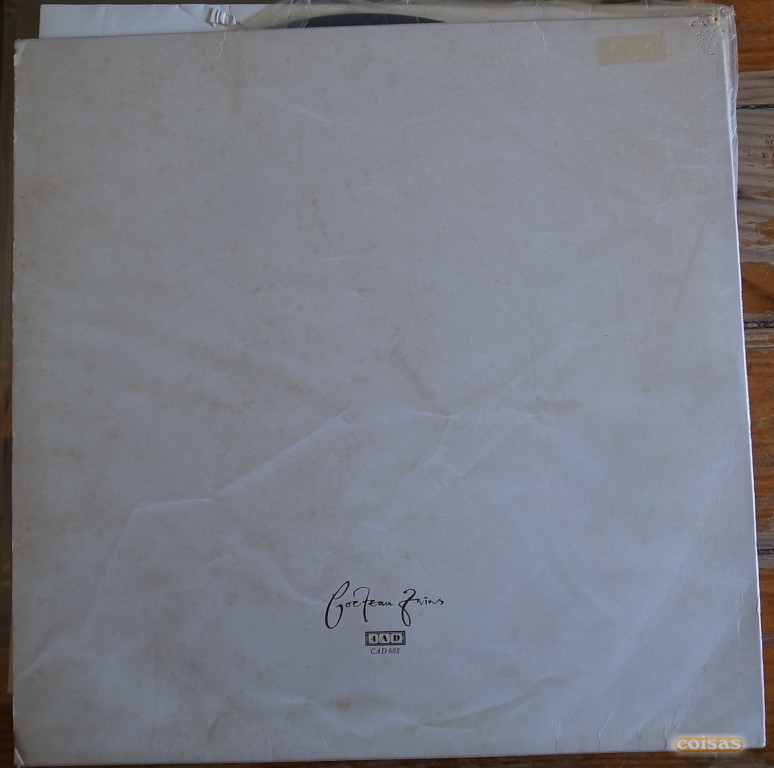 Cocteau Twins
4AD
CAD 602
coisas